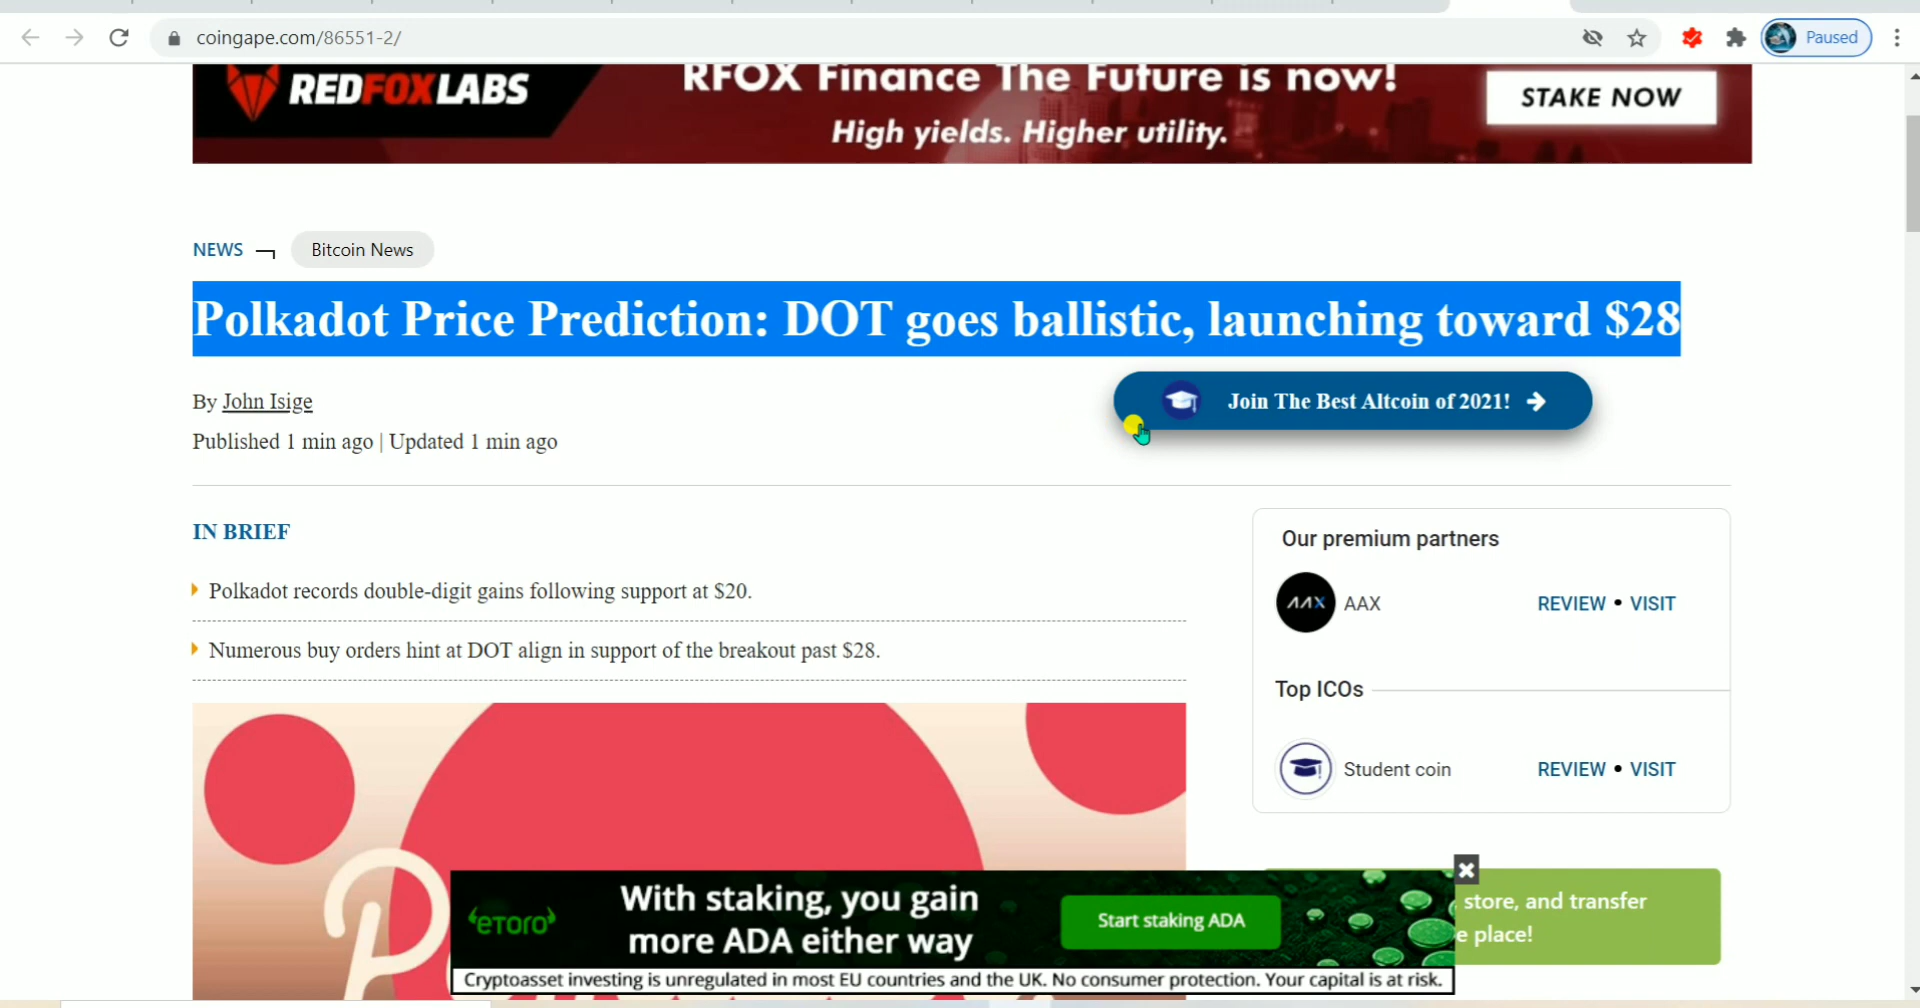 coingape.com/86551-2/
Paused
REDFOXLABS
RFOX Finance The Future is now!
High yields. Higher utility.
STAKE NOW
NEWS
Bitcoin News
Polkadot Price Prediction: DOT goes ballistic, launching toward $28
By John Isige
Join The Best Altcoin of 2021!
Published 1 min ago | Updated 1 min ago
IN BRIEF
Polkadot records double-digit gains following support at $20.
Numerous buy orders hint at DOT align in support of the breakout past $28.
Our premium partners
AAX
AAX
REVIEW • VISIT
Top ICOs
Student coin
REVIEW • VISIT
eToro
With staking, you gain
more ADA either way
Start staking ADA
Cryptoasset investing is unregulated in most EU countries and the UK. No consumer protection. Your capital is at risk.
store, and transfer
e place!